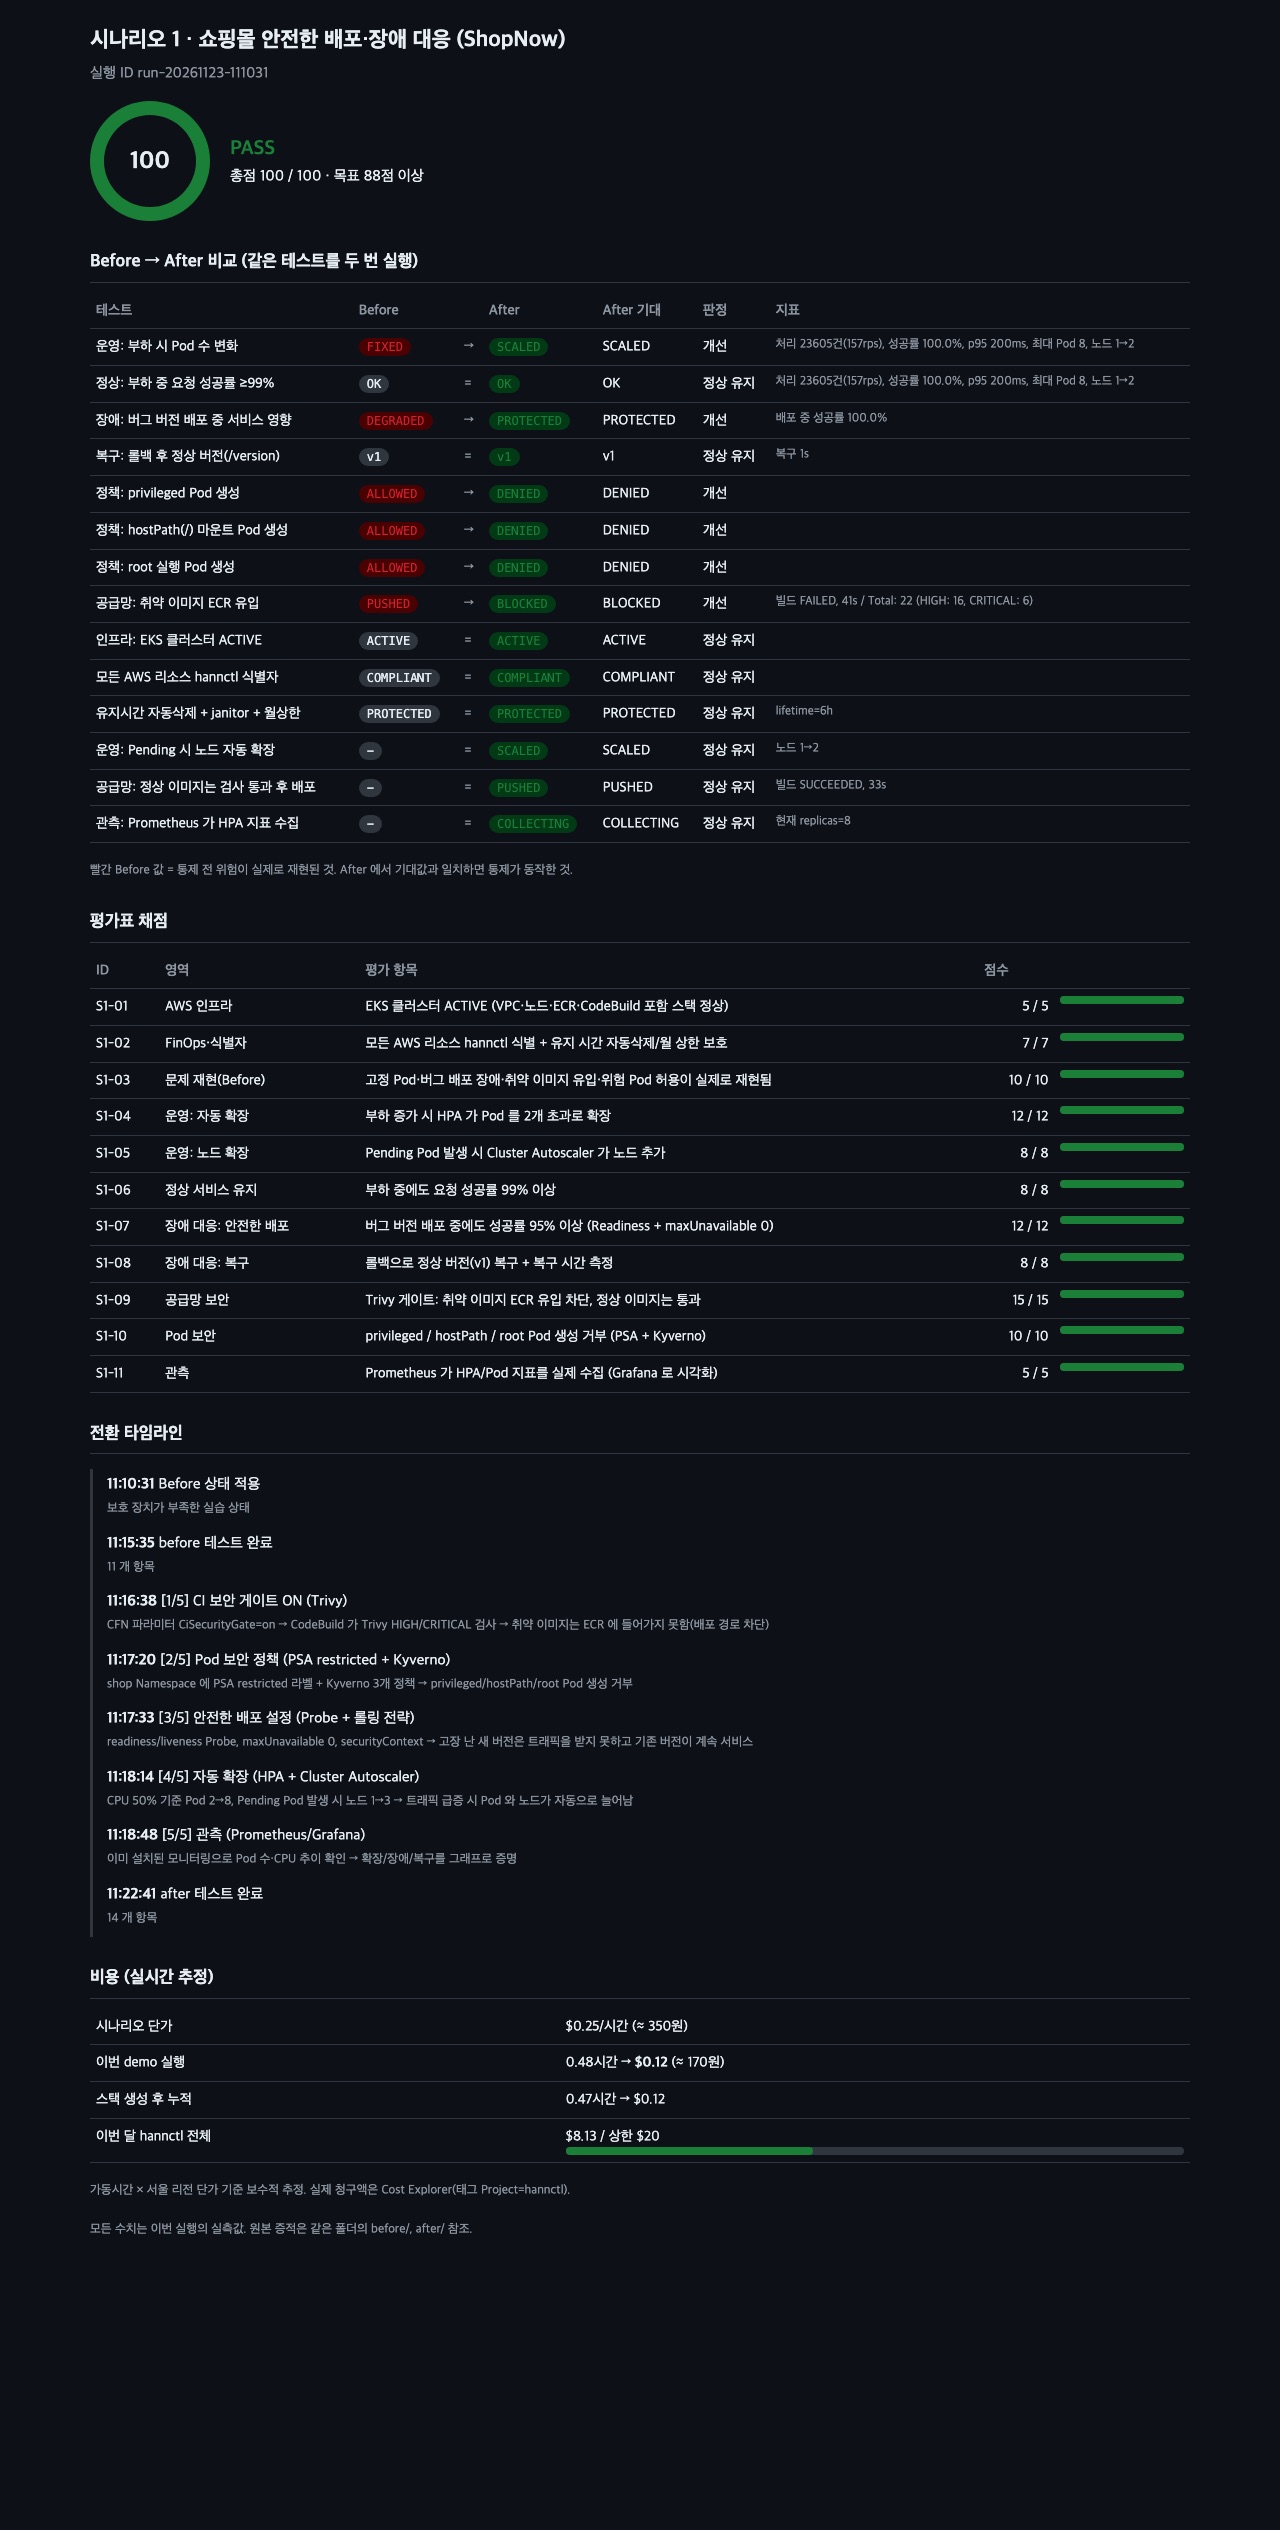 시나리오 1 · 쇼핑몰 안전한 배포·장애 대응 (ShopNow)
실행 ID run-20261123-111031
100
PASS
총점 100 / 100 · 목표 88점 이상
Before → After 비교 (같은 테스트를 두 번 실행)
테스트 Before After After 기대 판정 지표
운영: 부하 시 Pod 수 변화 FIXED → SCALED SCALED 개선 처리 23605건(157rps), 성공률 100.0%, p95 200ms, 최대 Pod 8, 노드 1→2
정상: 부하 중 요청 성공률 ≥99% OK = OK OK 정상 유지 처리 23605건(157rps), 성공률 100.0%, p95 200ms, 최대 Pod 8, 노드 1→2
장애: 버그 버전 배포 중 서비스 영향 DEGRADED → PROTECTED PROTECTED 개선 배포 중 성공률 100.0%
복구: 롤백 후 정상 버전(/version) v1 = v1 v1 정상 유지 복구 1s
정책: privileged Pod 생성 ALLOWED → DENIED DENIED 개선
정책: hostPath(/) 마운트 Pod 생성 ALLOWED → DENIED DENIED 개선
정책: root 실행 Pod 생성 ALLOWED → DENIED DENIED 개선
공급망: 취약 이미지 ECR 유입 PUSHED → BLOCKED BLOCKED 개선 빌드 FAILED, 41s / Total: 22 (HIGH: 16, CRITICAL: 6)
인프라: EKS 클러스터 ACTIVE ACTIVE = ACTIVE ACTIVE 정상 유지
모든 AWS 리소스 hannctl 식별자 COMPLIANT = COMPLIANT COMPLIANT 정상 유지
유지시간 자동삭제 + janitor + 월상한 PROTECTED = PROTECTED PROTECTED 정상 유지 lifetime=6h
운영: Pending 시 노드 자동 확장 – = SCALED SCALED 정상 유지 노드 1→2
공급망: 정상 이미지는 검사 통과 후 배포 – = PUSHED PUSHED 정상 유지 빌드 SUCCEEDED, 33s
관측: Prometheus 가 HPA 지표 수집 – = COLLECTING COLLECTING 정상 유지 현재 replicas=8
빨간 Before 값 = 통제 전 위험이 실제로 재현된 것. After 에서 기대값과 일치하면 통제가 동작한 것.
평가표 채점
ID 영역 평가 항목 점수
S1-01 AWS 인프라 EKS 클러스터 ACTIVE (VPC·노드·ECR·CodeBuild 포함 스택 정상) 5 / 5
S1-02 FinOps·식별자 모든 AWS 리소스 hannctl 식별 + 유지 시간 자동삭제/월 상한 보호 7 / 7
S1-03 문제 재현(Before) 고정 Pod·버그 배포 장애·취약 이미지 유입·위험 Pod 허용이 실제로 재현됨 10 / 10
S1-04 운영: 자동 확장 부하 증가 시 HPA 가 Pod 를 2개 초과로 확장 12 / 12
S1-05 운영: 노드 확장 Pending Pod 발생 시 Cluster Autoscaler 가 노드 추가 8 / 8
S1-06 정상 서비스 유지 부하 중에도 요청 성공률 99% 이상 8 / 8
S1-07 장애 대응: 안전한 배포 버그 버전 배포 중에도 성공률 95% 이상 (Readiness + maxUnavailable 0) 12 / 12
S1-08 장애 대응: 복구 롤백으로 정상 버전(v1) 복구 + 복구 시간 측정 8 / 8
S1-09 공급망 보안 Trivy 게이트: 취약 이미지 ECR 유입 차단, 정상 이미지는 통과 15 / 15
S1-10 Pod 보안 privileged / hostPath / root Pod 생성 거부 (PSA + Kyverno) 10 / 10
S1-11 관측 Prometheus 가 HPA/Pod 지표를 실제 수집 (Grafana 로 시각화) 5 / 5
전환 타임라인
11:10:31 Before 상태 적용
보호 장치가 부족한 실습 상태
11:15:35 before 테스트 완료
11 개 항목
11:16:38 [1/5] CI 보안 게이트 ON (Trivy)
CFN 파라미터 CiSecurityGate=on → CodeBuild 가 Trivy HIGH/CRITICAL 검사 → 취약 이미지는 ECR 에 들어가지 못함(배포 경로 차단)
11:17:20 [2/5] Pod 보안 정책 (PSA restricted + Kyverno)
shop Namespace 에 PSA restricted 라벨 + Kyverno 3개 정책 → privileged/hostPath/root Pod 생성 거부
11:17:33 [3/5] 안전한 배포 설정 (Probe + 롤링 전략)
readiness/liveness Probe, maxUnavailable 0, securityContext → 고장 난 새 버전은 트래픽을 받지 못하고 기존 버전이 계속 서비스
11:18:14 [4/5] 자동 확장 (HPA + Cluster Autoscaler)
CPU 50% 기준 Pod 2→8, Pending Pod 발생 시 노드 1→3 → 트래픽 급증 시 Pod 와 노드가 자동으로 늘어남
11:18:48 [5/5] 관측 (Prometheus/Grafana)
이미 설치된 모니터링으로 Pod 수·CPU 추이 확인 → 확장/장애/복구를 그래프로 증명
11:22:41 after 테스트 완료
14 개 항목
비용 (실시간 추정)
시나리오 단가 $0.25/시간 (≈ 350원)
이번 demo 실행 0.48시간 → $0.12 (≈ 170원)
스택 생성 후 누적 0.47시간 → $0.12
이번 달 hannctl 전체 $8.13 / 상한 $20
가동시간 × 서울 리전 단가 기준 보수적 추정. 실제 청구액은 Cost Explorer(태그 Project=hannctl).
모든 수치는 이번 실행의 실측값. 원본 증적은 같은 폴더의 before/, after/ 참조.